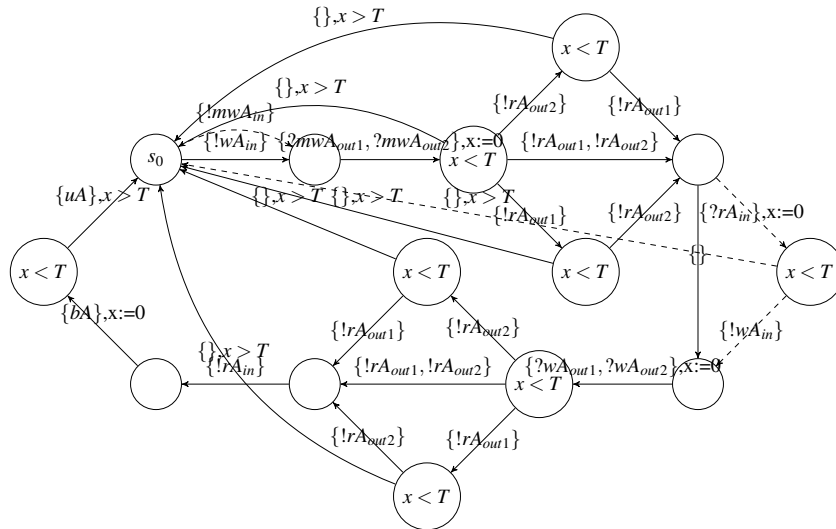 {},x > T
x < T
{},x > T
{!mwA_in}
{!rA_out2}
{!rA_out1}
{!wA_in}
{?mwA_out1, ?mwA_out2},x:=0
{!rA_out1, !rA_out2}
s_0
x < T
{uA},x > T
{},x > T
{},x > T
{},x > T
{!rA_out1}
{!rA_out2}
{?rA_in},x:=0
{}
x < T
x < T
x < T
x < T
{bA},x:=0
{!rA_out1}
{!rA_out2}
{!wA_in}
{},x > T
{!rA_in}
{!rA_out1, !rA_out2}
{?wA_out1, ?wA_out2},x:=0
x < T
{!rA_out2}
{!rA_out1}
x < T